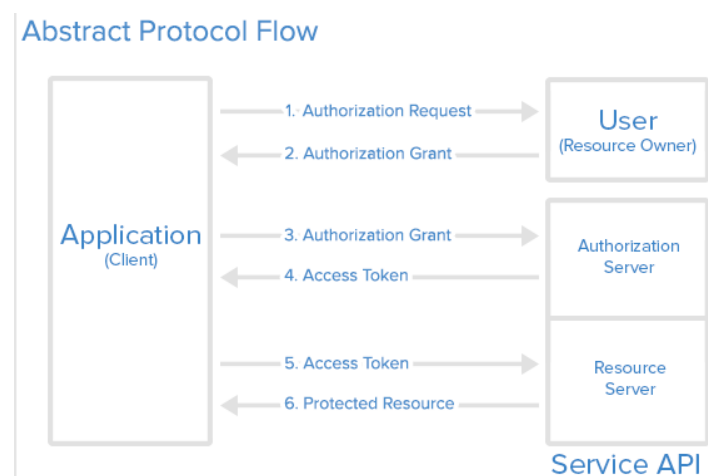 Abstract Protocol Flow
1. Authorization Request
User
(Resource Owner)
2. Authorization Grant
Application
(Client)
3. Authorization Grant
Authorization
Server
4. Access Token
5. Access Token
Resource
Server
6. Protected Resource
Service API